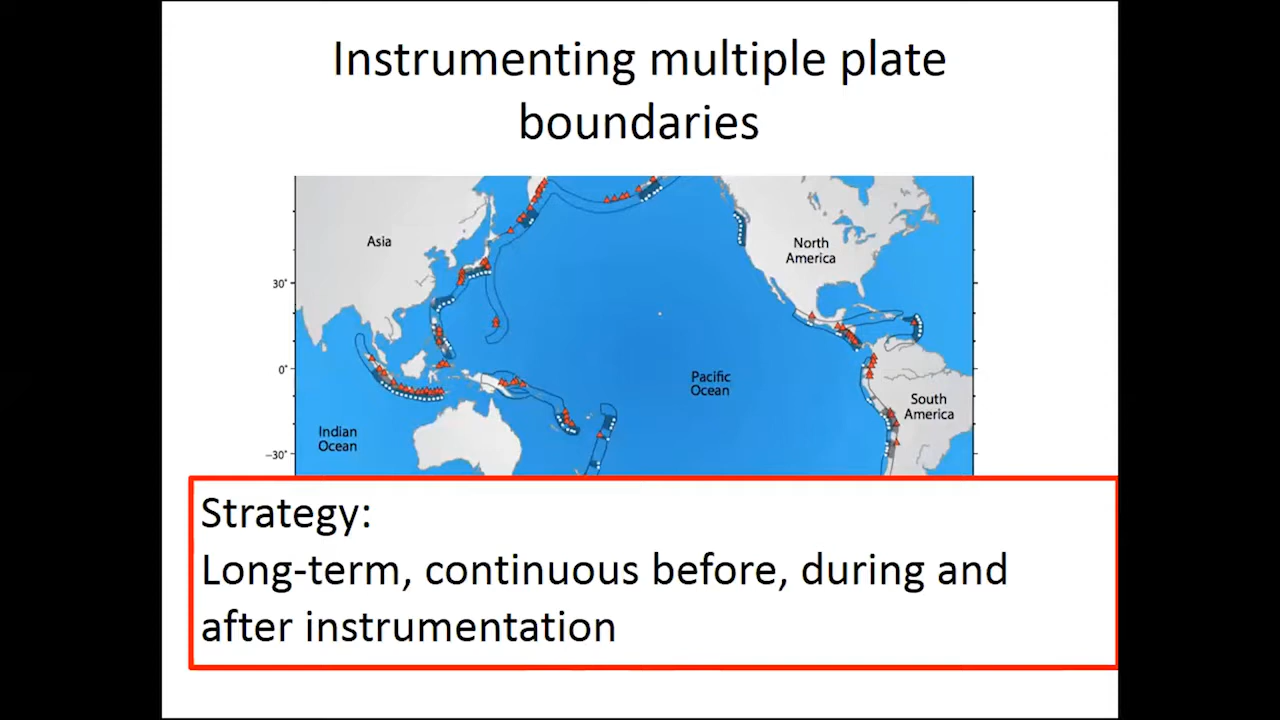 Instrumenting multiple plate
boundaries
Asia
North
America
30°
0°
Pacific
Ocean
South
America
Indian
Ocean
−30°
Strategy:
Long-term, continuous before, during and
after instrumentation